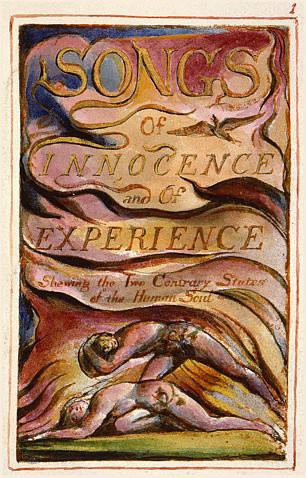 1
SONGS
Of
INNOCENCE
and Of
EXPERIENCE
Shewing the Two Contrary States
of the Human Soul